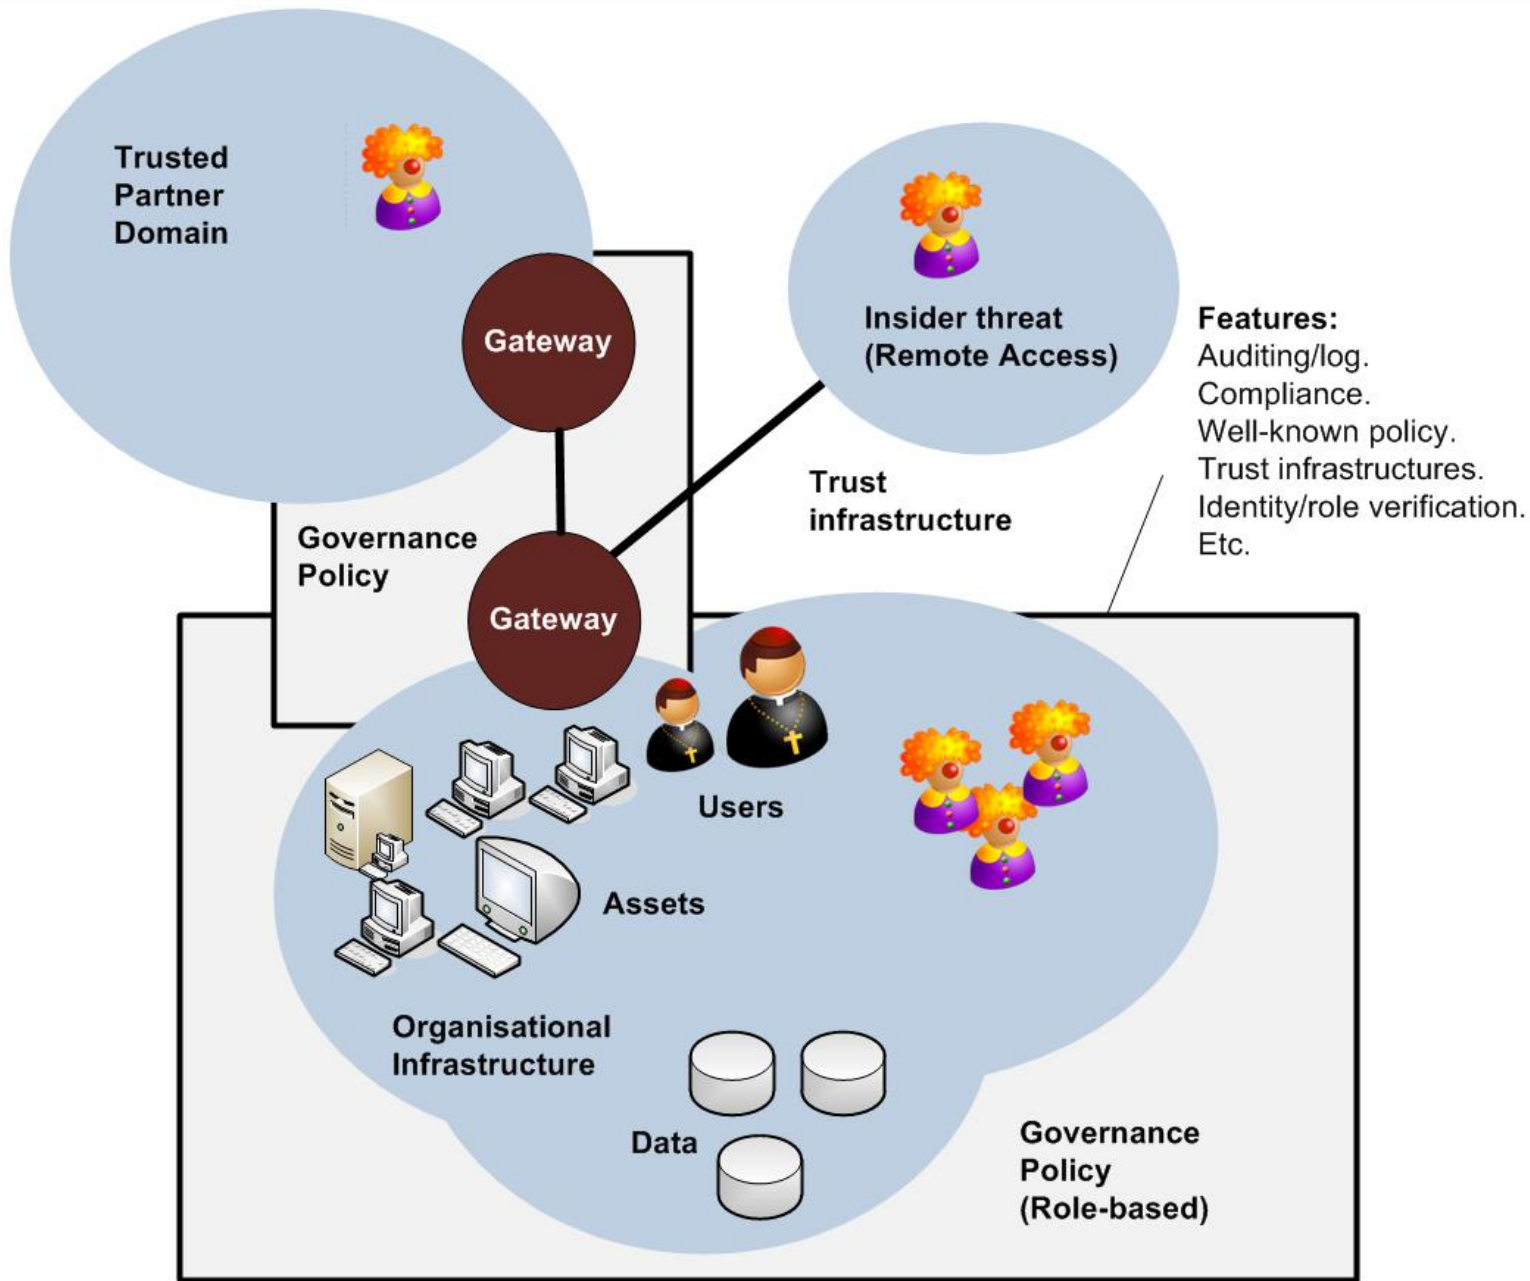 Trusted
Partner
Domain
Gateway
Insider threat
(Remote Access)
Features:
Auditing/log.
Compliance.
Well-known policy.
Trust infrastructures.
Identity/role verification.
Etc.
Trust
infrastructure
Governance
Policy
Gateway
Users
Assets
Organisational
Infrastructure
Data
Governance
Policy
(Role-based)